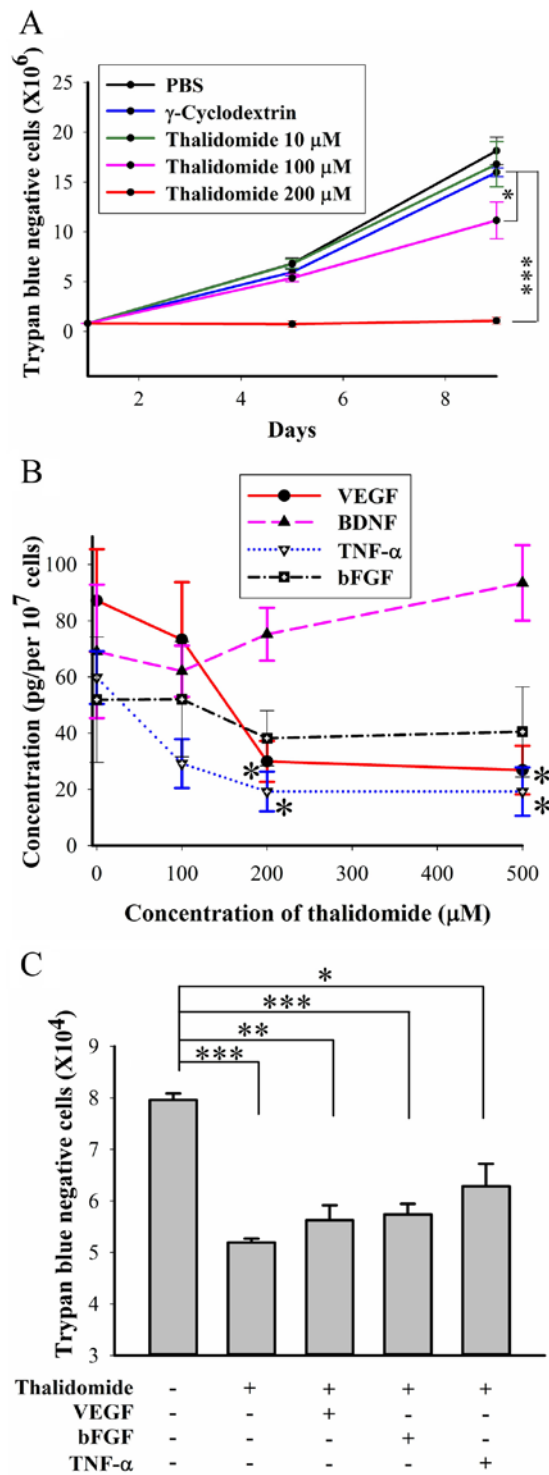 A
Trypan blue negative cells (X10⁶)
25
20
15
10
5
0
PBS
γ-Cyclodextrin
Thalidomide 10 μM
Thalidomide 100 μM
Thalidomide 200 μM
*
***
2 4 6 8
Days
B
VEGF
BDNF
TNF-α
bFGF
Concentration (pg/per 10⁷ cells)
100
80
60
40
20
0
* *
* *
0 100 200 300 400 500
Concentration of thalidomide (μM)
C
Trypan blue negative cells (X10⁴)
*
***
**
***
9
8
7
6
5
4
3
Thalidomide - + + + +
VEGF - - + - -
bFGF - - - + -
TNF-α - - - - +